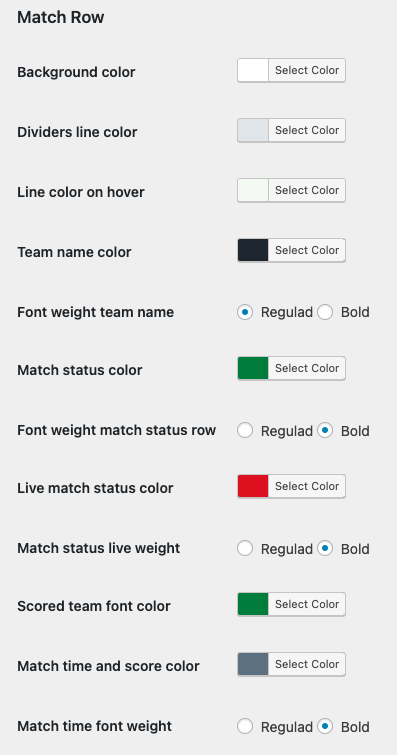 Match Row
Background color Select Color
Dividers line color Select Color
Line color on hover Select Color
Team name color Select Color
Font weight team name Regulad Bold
Match status color Select Color
Font weight match status row Regulad Bold
Live match status color Select Color
Match status live weight Regulad Bold
Scored team font color Select Color
Match time and score color Select Color
Match time font weight Regulad Bold